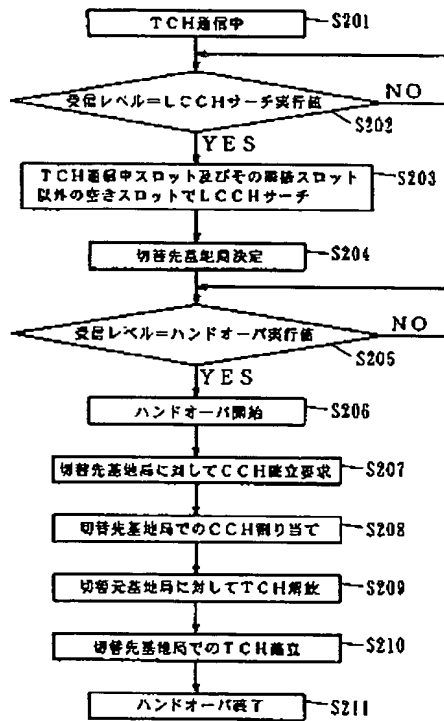 TCH通信中
S201
受信レベル=LCCHサーチ実行値
NO
S202
YES
TCH通信中スロット及びその隣接スロット
以外の空きスロットでLCCHサーチ
S203
切替先基地局決定
S204
受信レベル=ハンドオーバ実行値
NO
S205
YES
ハンドオーバ開始
S206
切替先基地局に対してCCH確立要求
S207
切替先基地局でのCCH割り当て
S208
切替元基地局に対してTCH解放
S209
切替先基地局でのTCH確立
S210
ハンドオーバ終了
S211